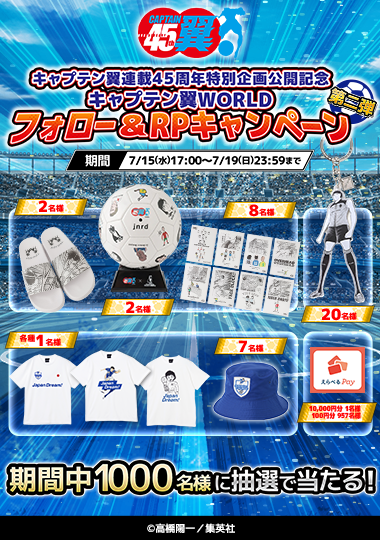 CAPTAIN
45th翼
キャプテン翼連載45周年特別企画公開記念
キャプテン翼WORLD
第三弾
フォロー&RPキャンペーン
期間 7/15(水)17:00〜7/19(日)23:59まで
2名様
8名様
jnrd
2名様
20名様
各種1名様
7名様
Japan Dream!
Japan Dream!
えらべるPay
10,000円分 1名様
100円分 957名様
期間中1000名様に抽選で当たる!
©高橋陽一/集英社